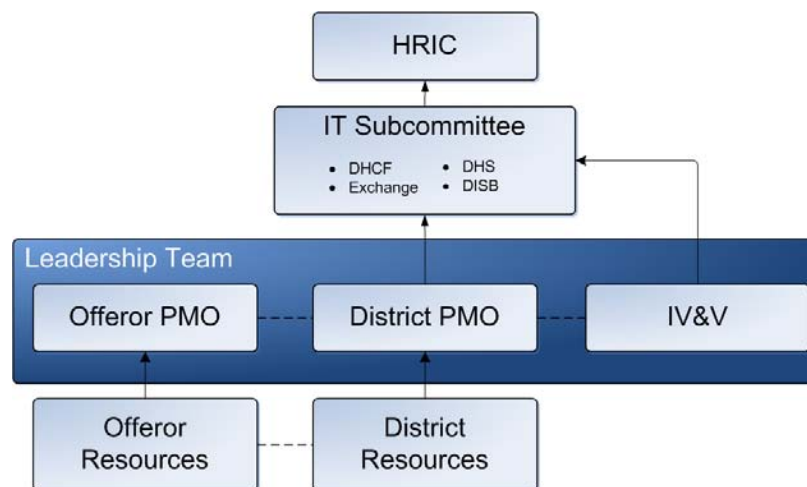 HRIC
IT Subcommittee
• DHCF • DHS
• Exchange • DISB
Leadership Team
Offeror PMO District PMO IV&V
Offeror District
Resources Resources